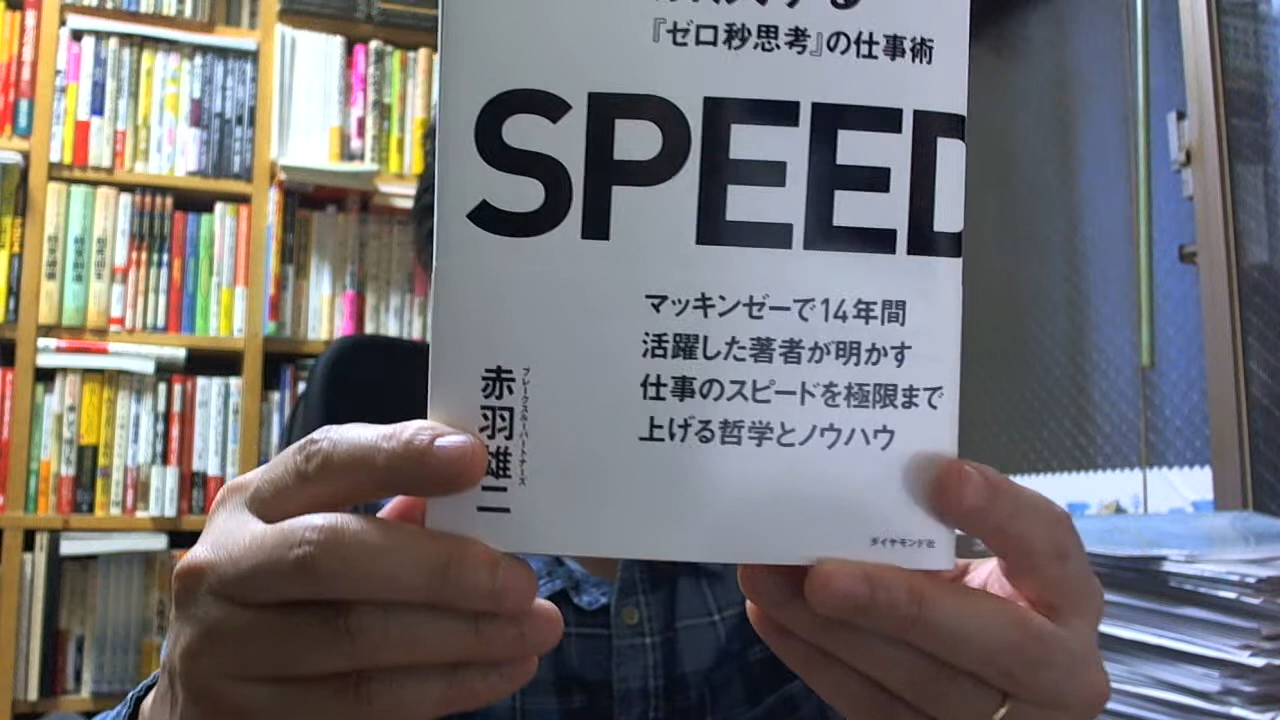 『ゼロ秒思考』の仕事術
SPEED
マッキンゼーで14年間
活躍した著者が明かす
仕事のスピードを極限まで
上げる哲学とノウハウ
ブレークスルーパートナーズ
赤羽雄二
ダイヤモンド社